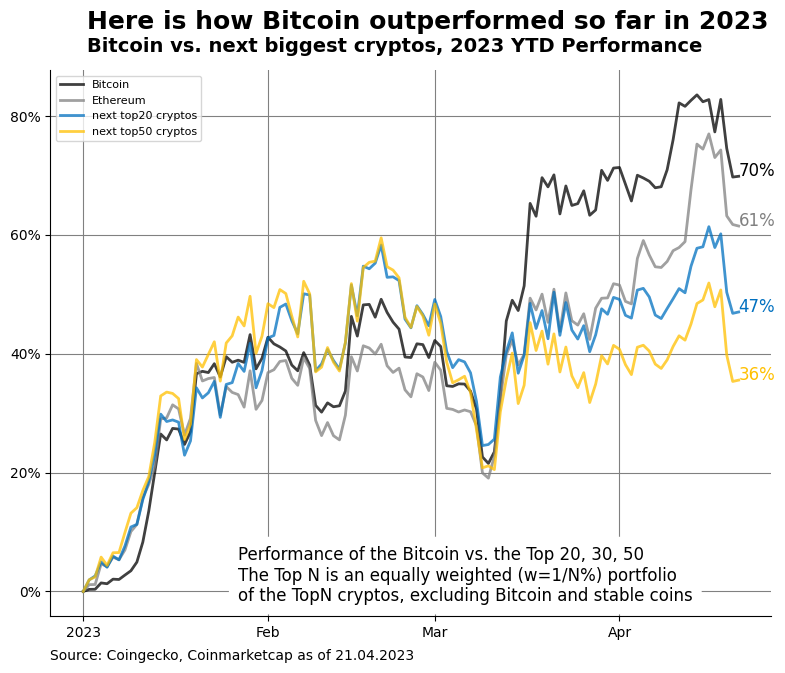 Here is how Bitcoin outperformed so far in 2023
Bitcoin vs. next biggest cryptos, 2023 YTD Performance
Bitcoin
Ethereum
next top20 cryptos
next top50 cryptos
80%
60%
40%
20%
0%
70%
61%
47%
36%
Performance of the Bitcoin vs. the Top 20, 30, 50
The Top N is an equally weighted (w=1/N%) portfolio
of the TopN cryptos, excluding Bitcoin and stable coins
2023 Feb Mar Apr
Source: Coingecko, Coinmarketcap as of 21.04.2023